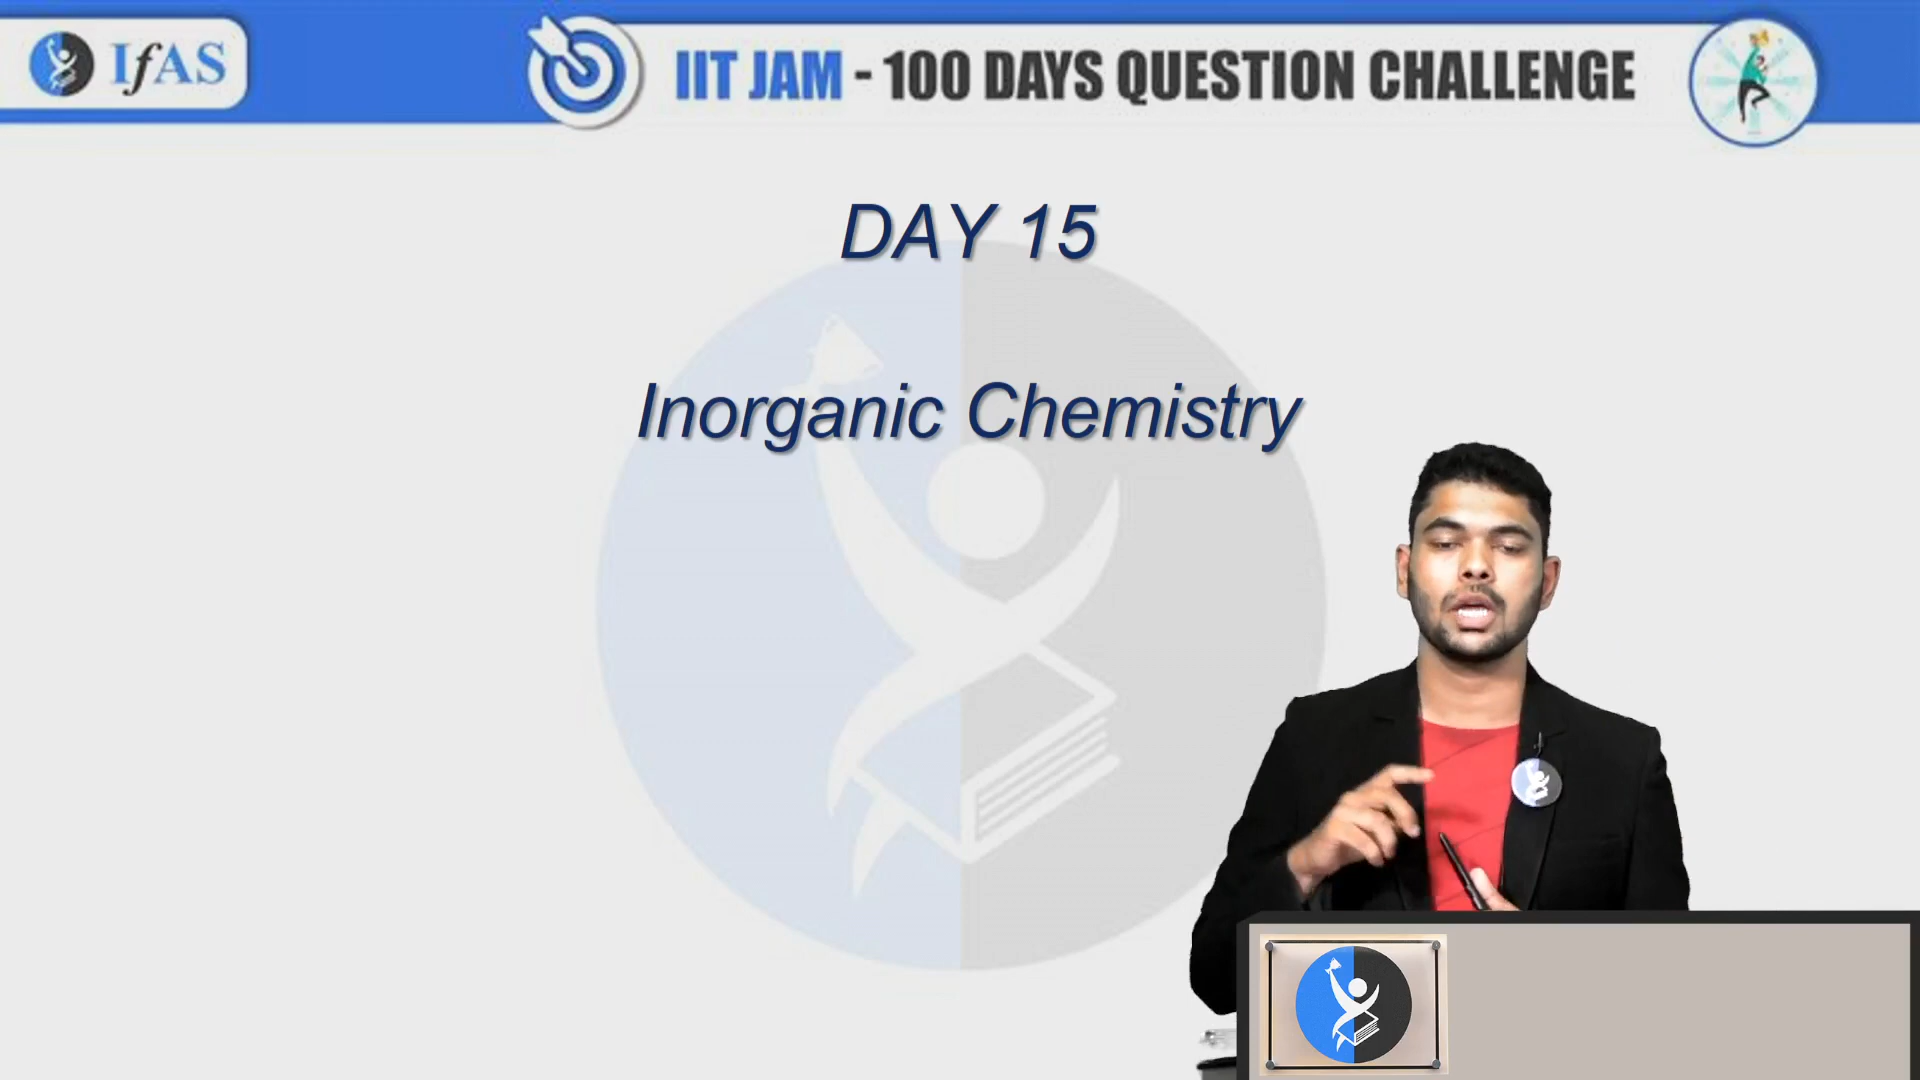 IfAS
IIT JAM - 100 DAYS QUESTION CHALLENGE
DAY 15
Inorganic Chemistry